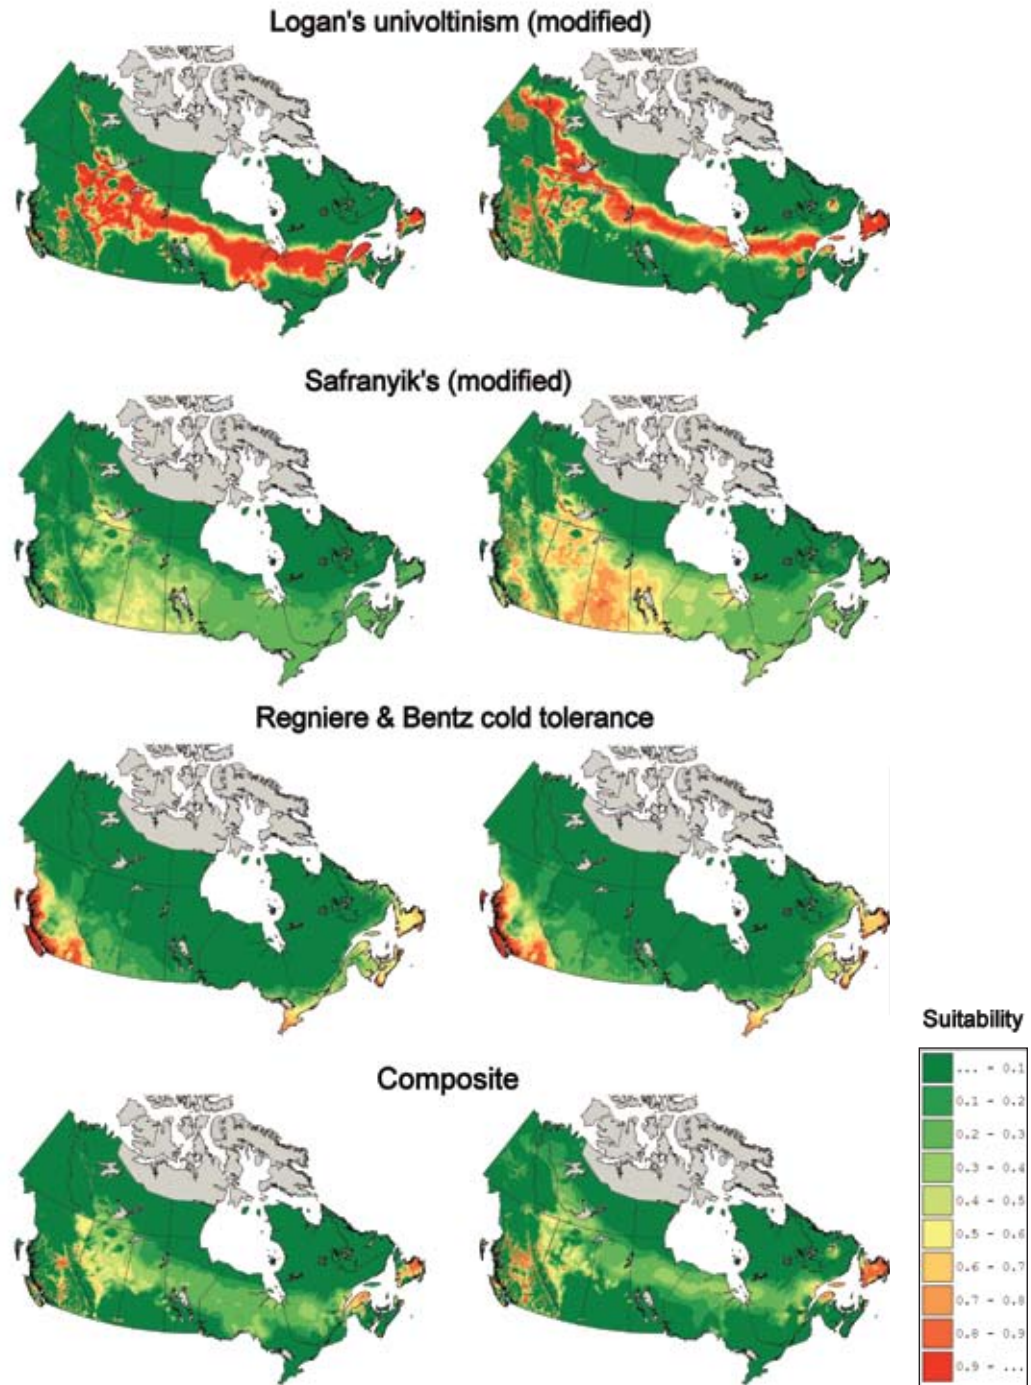 Logan's univoltinism (modified)
Safranyik's (modified)
Regniere & Bentz cold tolerance
Composite
Suitability
... - 0.1
0.1 - 0.2
0.2 - 0.3
0.3 - 0.4
0.4 - 0.5
0.5 - 0.6
0.6 - 0.7
0.7 - 0.8
0.8 - 0.9
0.9 - ...